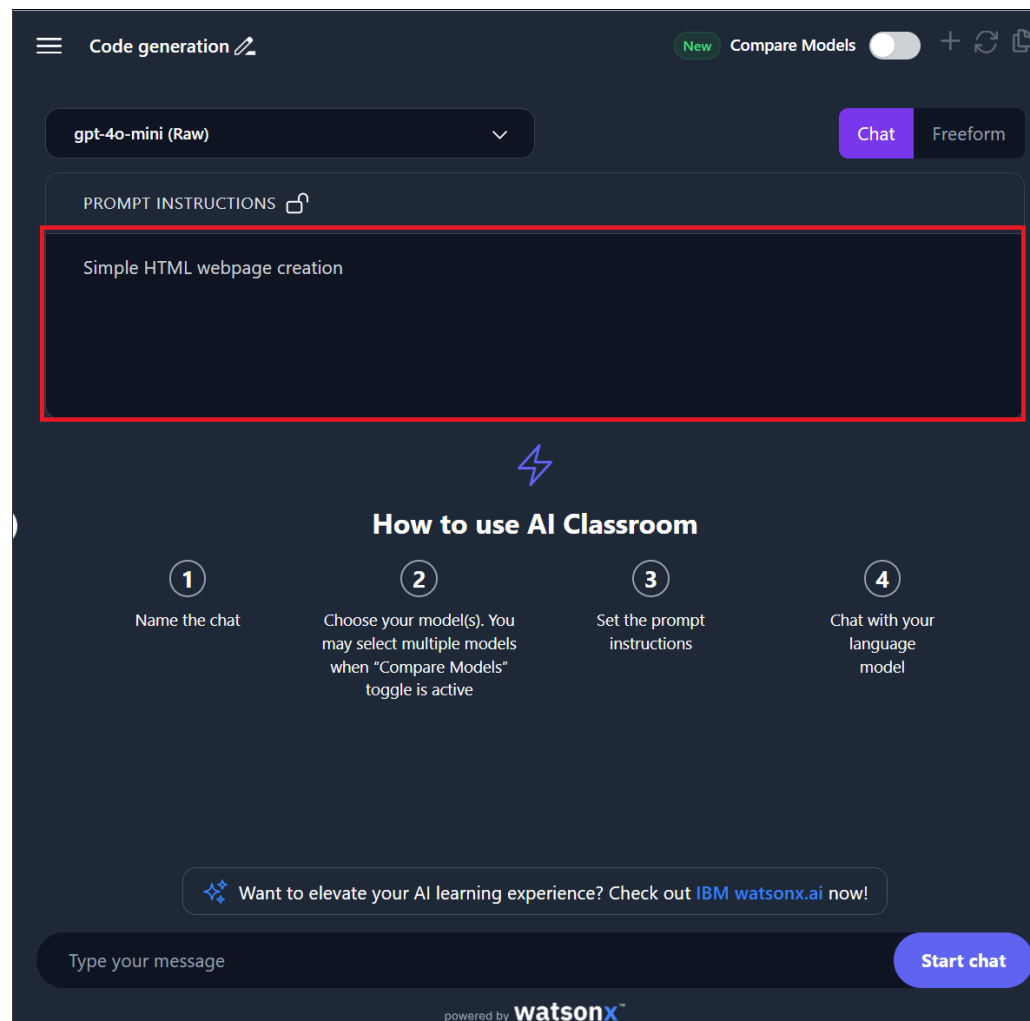 Code generation
New Compare Models
gpt-4o-mini (Raw)
Chat Freeform
PROMPT INSTRUCTIONS
Simple HTML webpage creation
How to use AI Classroom
1
Name the chat
2
Choose your model(s). You
may select multiple models
when "Compare Models"
toggle is active
3
Set the prompt
instructions
4
Chat with your
language
model
Want to elevate your AI learning experience? Check out IBM watsonx.ai now!
Type your message
Start chat
powered by watsonx™